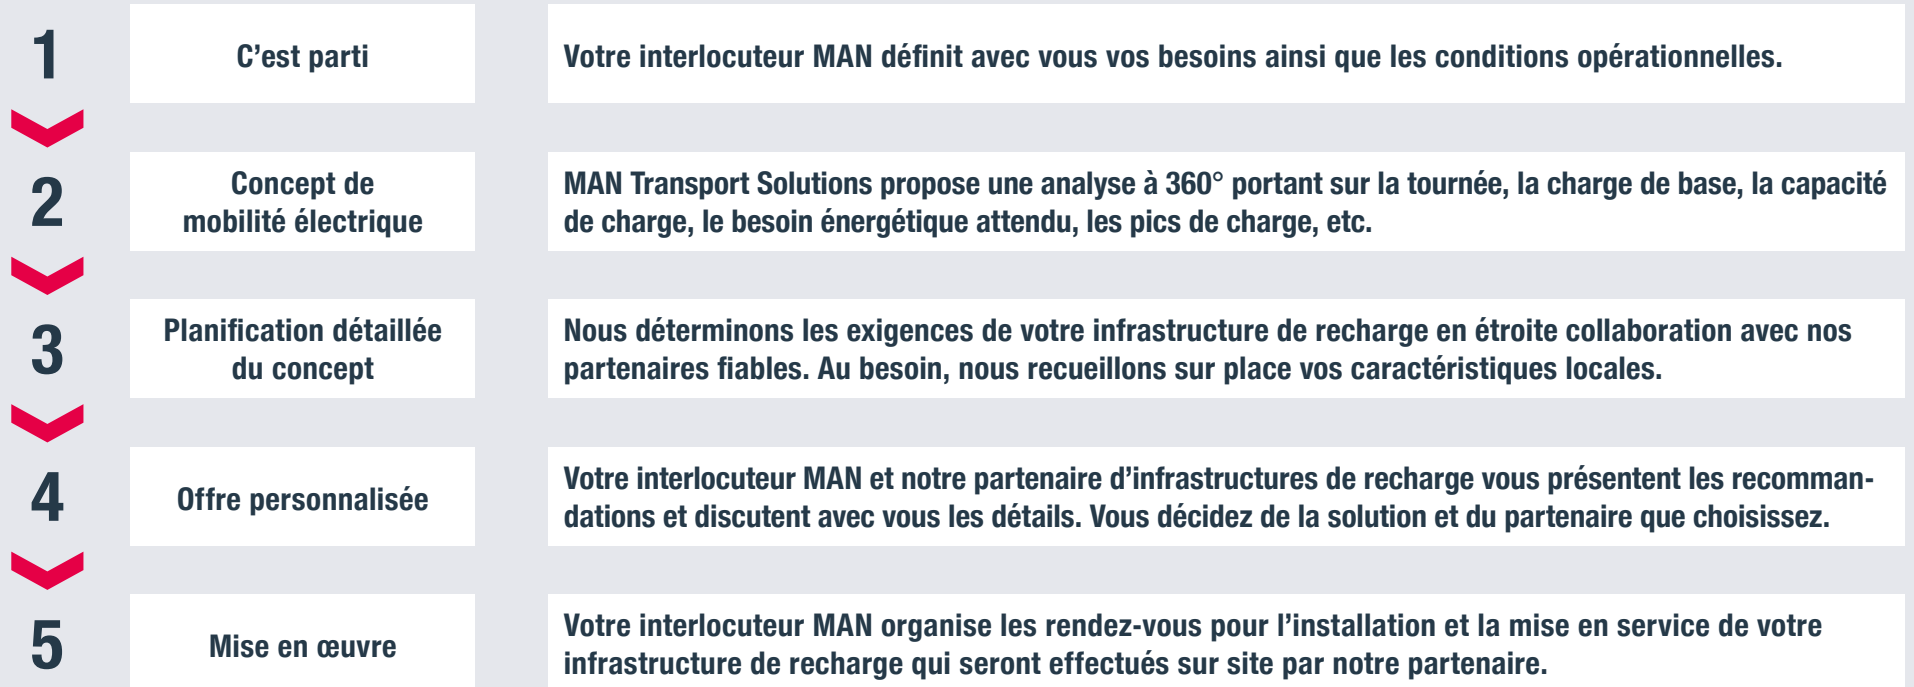 1
C’est parti
Votre interlocuteur MAN définit avec vous vos besoins ainsi que les conditions opérationnelles.
2
Concept de
mobilité électrique
MAN Transport Solutions propose une analyse à 360° portant sur la tournée, la charge de base, la capacité
de charge, le besoin énergétique attendu, les pics de charge, etc.
3
Planification détaillée
du concept
Nous déterminons les exigences de votre infrastructure de recharge en étroite collaboration avec nos
partenaires fiables. Au besoin, nous recueillons sur place vos caractéristiques locales.
4
Offre personnalisée
Votre interlocuteur MAN et notre partenaire d’infrastructures de recharge vous présentent les recomman-
dations et discutent avec vous les détails. Vous décidez de la solution et du partenaire que choisissez.
5
Mise en œuvre
Votre interlocuteur MAN organise les rendez-vous pour l’installation et la mise en service de votre
infrastructure de recharge qui seront effectués sur site par notre partenaire.